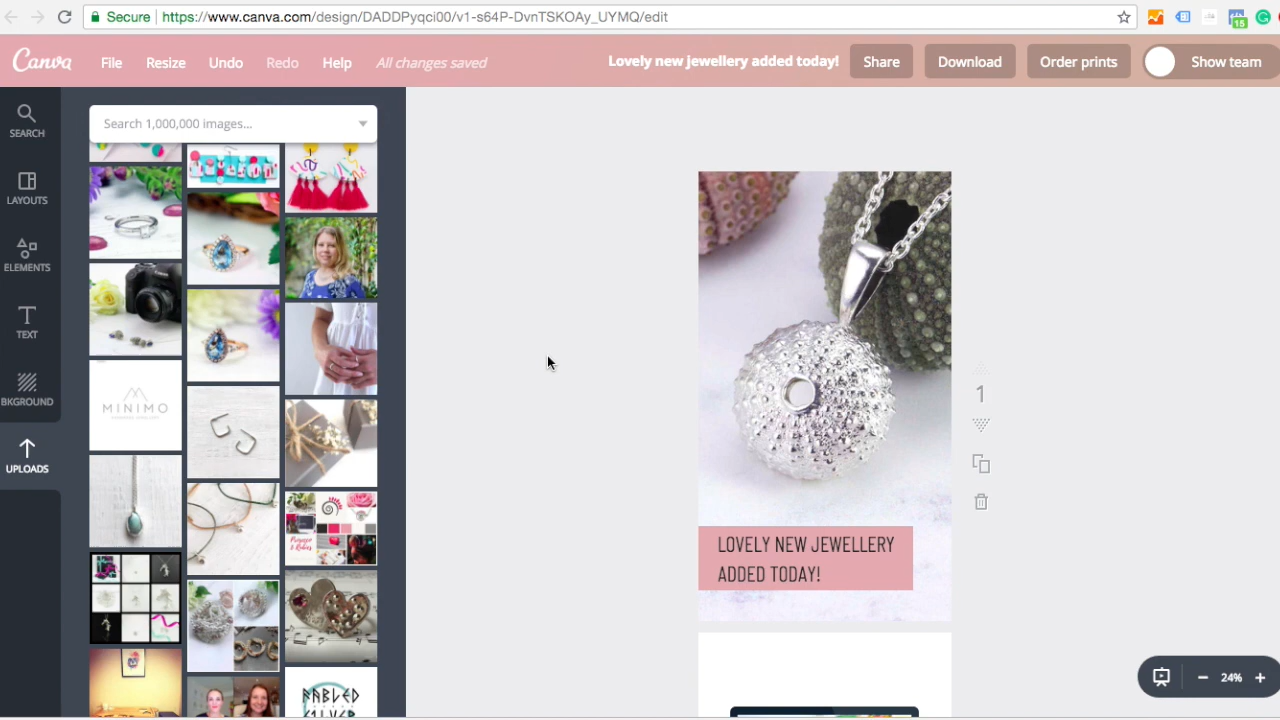 Secure
https://www.canva.com/design/DADDPyqci00/v1-s64P-DvnTSKOAy_UYMQ/edit
15
Canva
File
Resize
Undo
Redo
Help
All changes saved
Lovely new jewellery added today!
Share
Download
Order prints
Show team
SEARCH
LAYOUTS
ELEMENTS
TEXT
BKGROUND
UPLOADS
Search 1,000,000 images...
MINIMO
LOVELY NEW JEWELLERY
ADDED TODAY!
1
24%